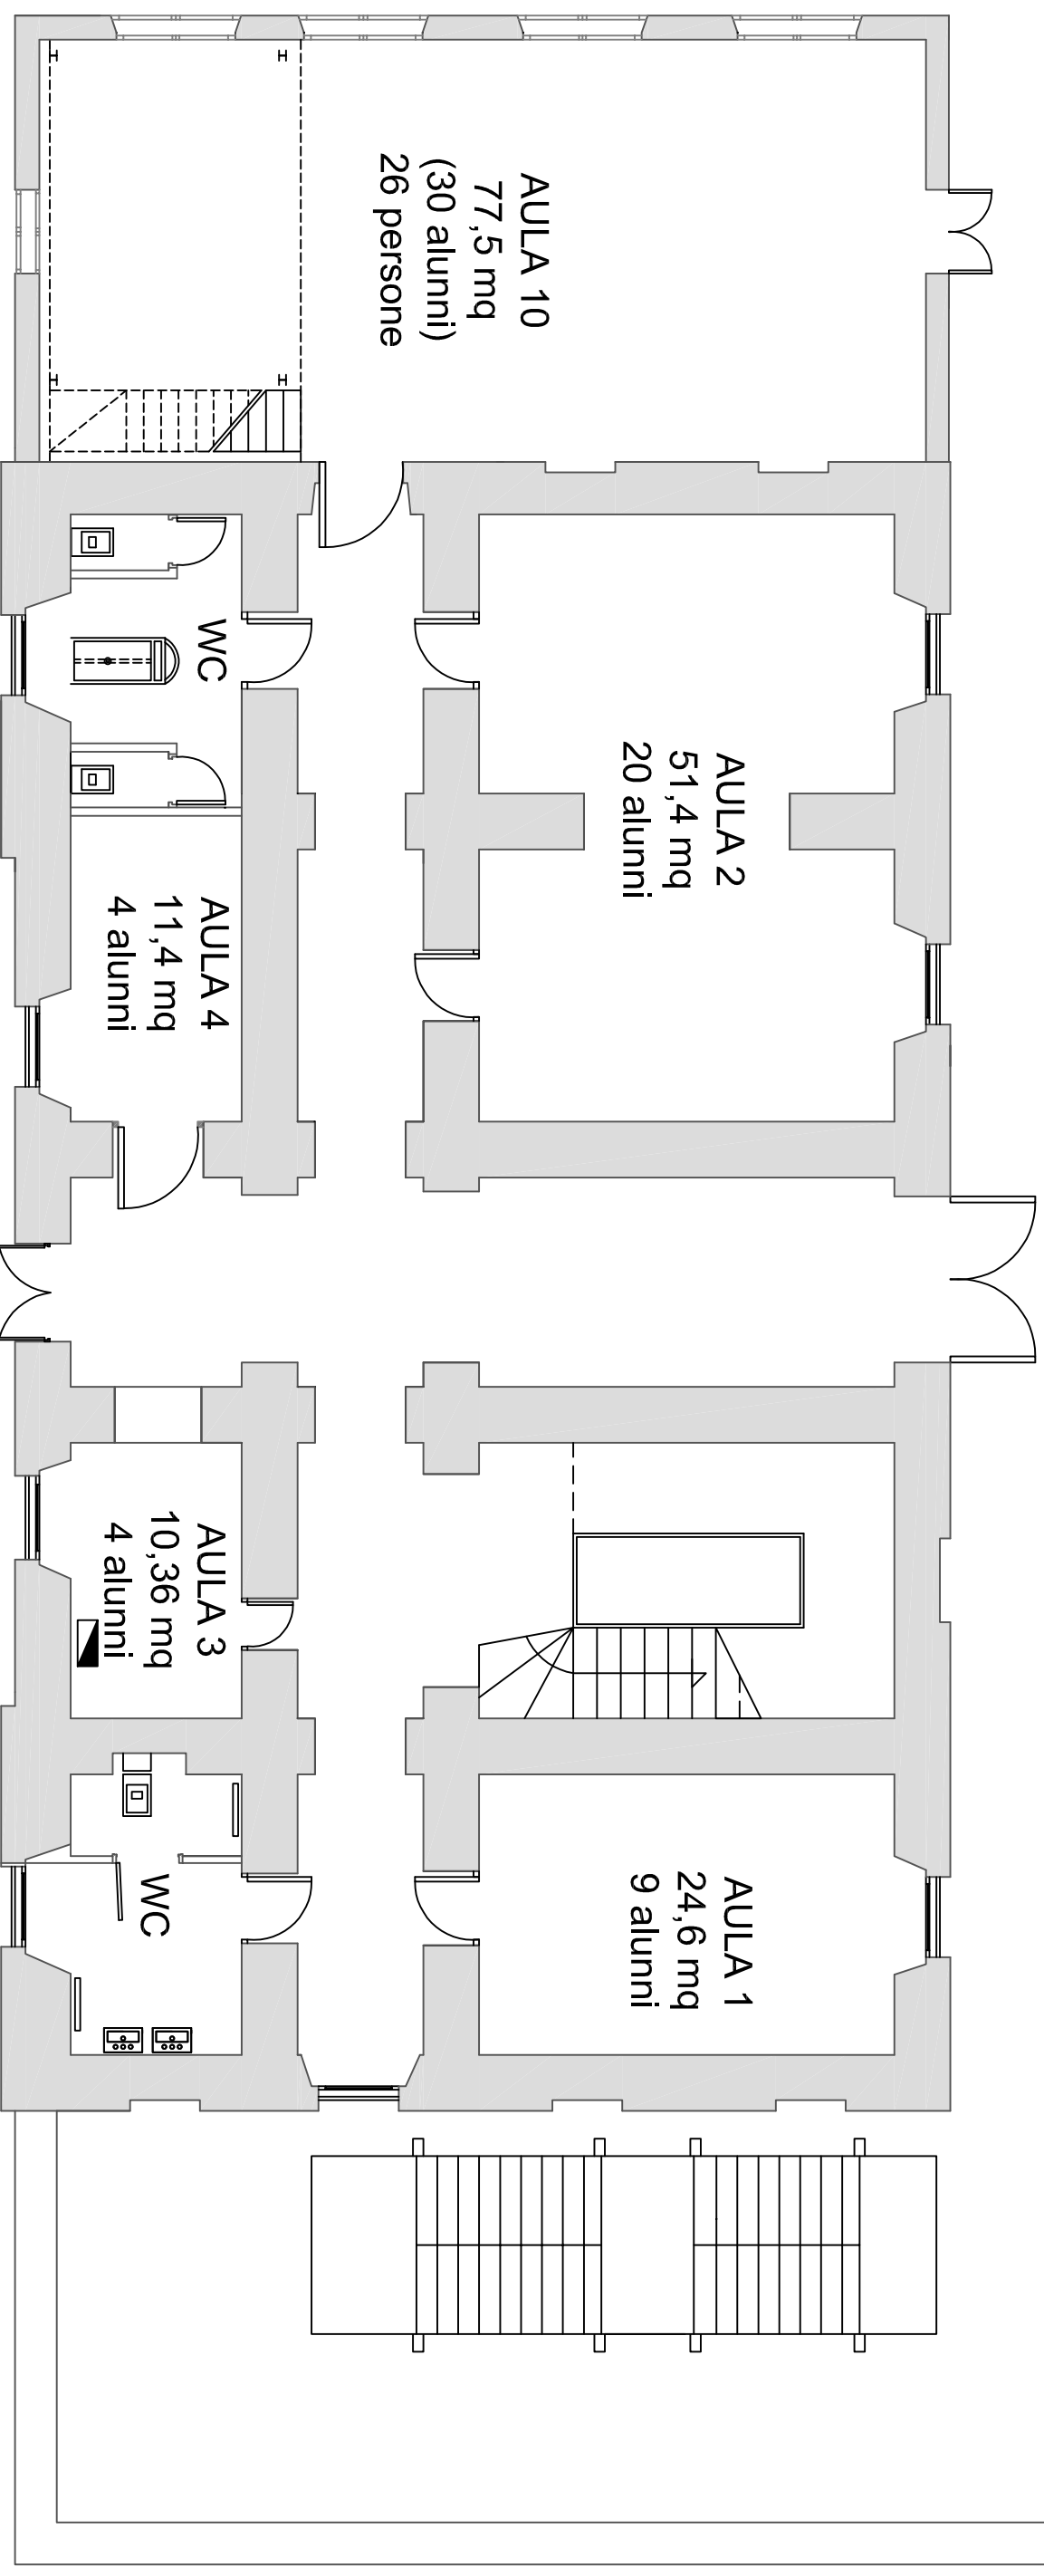 AULA 10
77,5 mq
(30 alunni)
26 persone
WC
AULA 2
51,4 mq
20 alunni
AULA 4
11,4 mq
4 alunni
AULA 3
10,36 mq
4 alunni
WC
AULA 1
24,6 mq
9 alunni